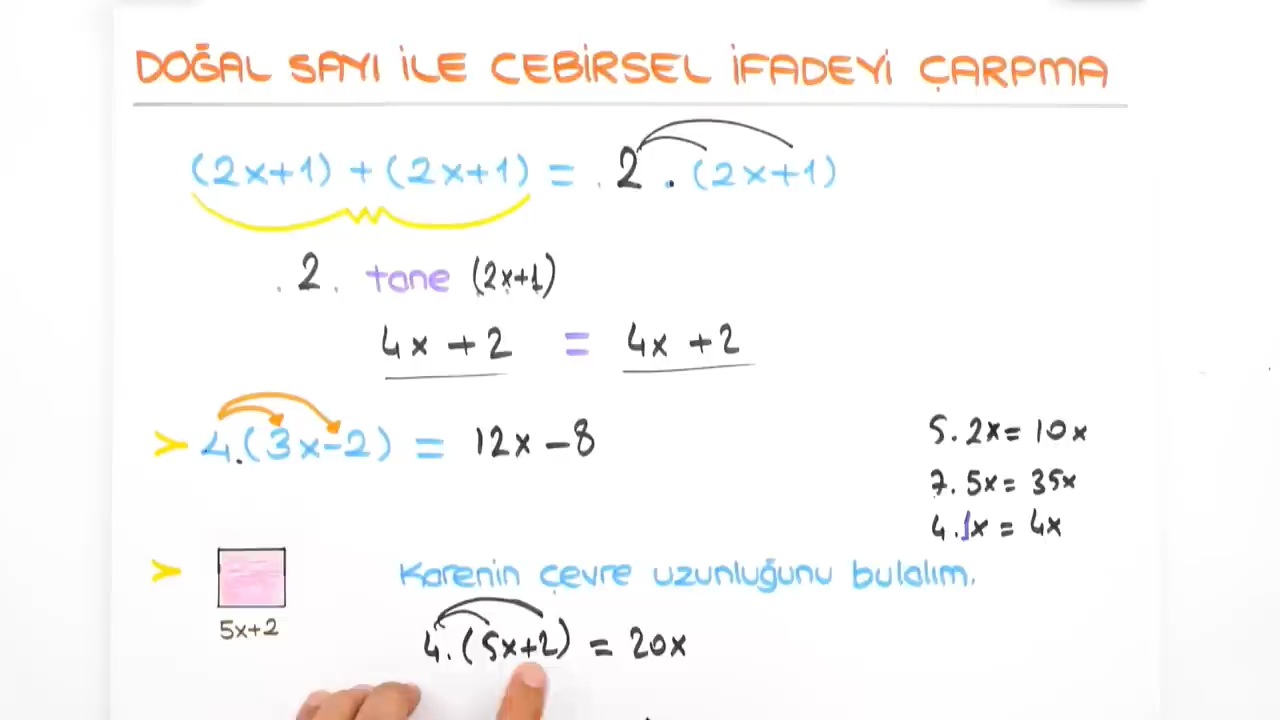 DOĞAL SAYI İLE CEBİRSEL İFADEYİ ÇARPMA
(2x+1) + (2x+1) = . 2 . (2x+1)
. 2 . tane (2x+1)
4x + 2 = 4x + 2
4.(3x-2) = 12x - 8
5. 2x = 10x
7. 5x = 35x
4. 1x = 4x
Karenin çevre uzunluğunu bulalım.
5x+2
4. (5x+2) = 20x